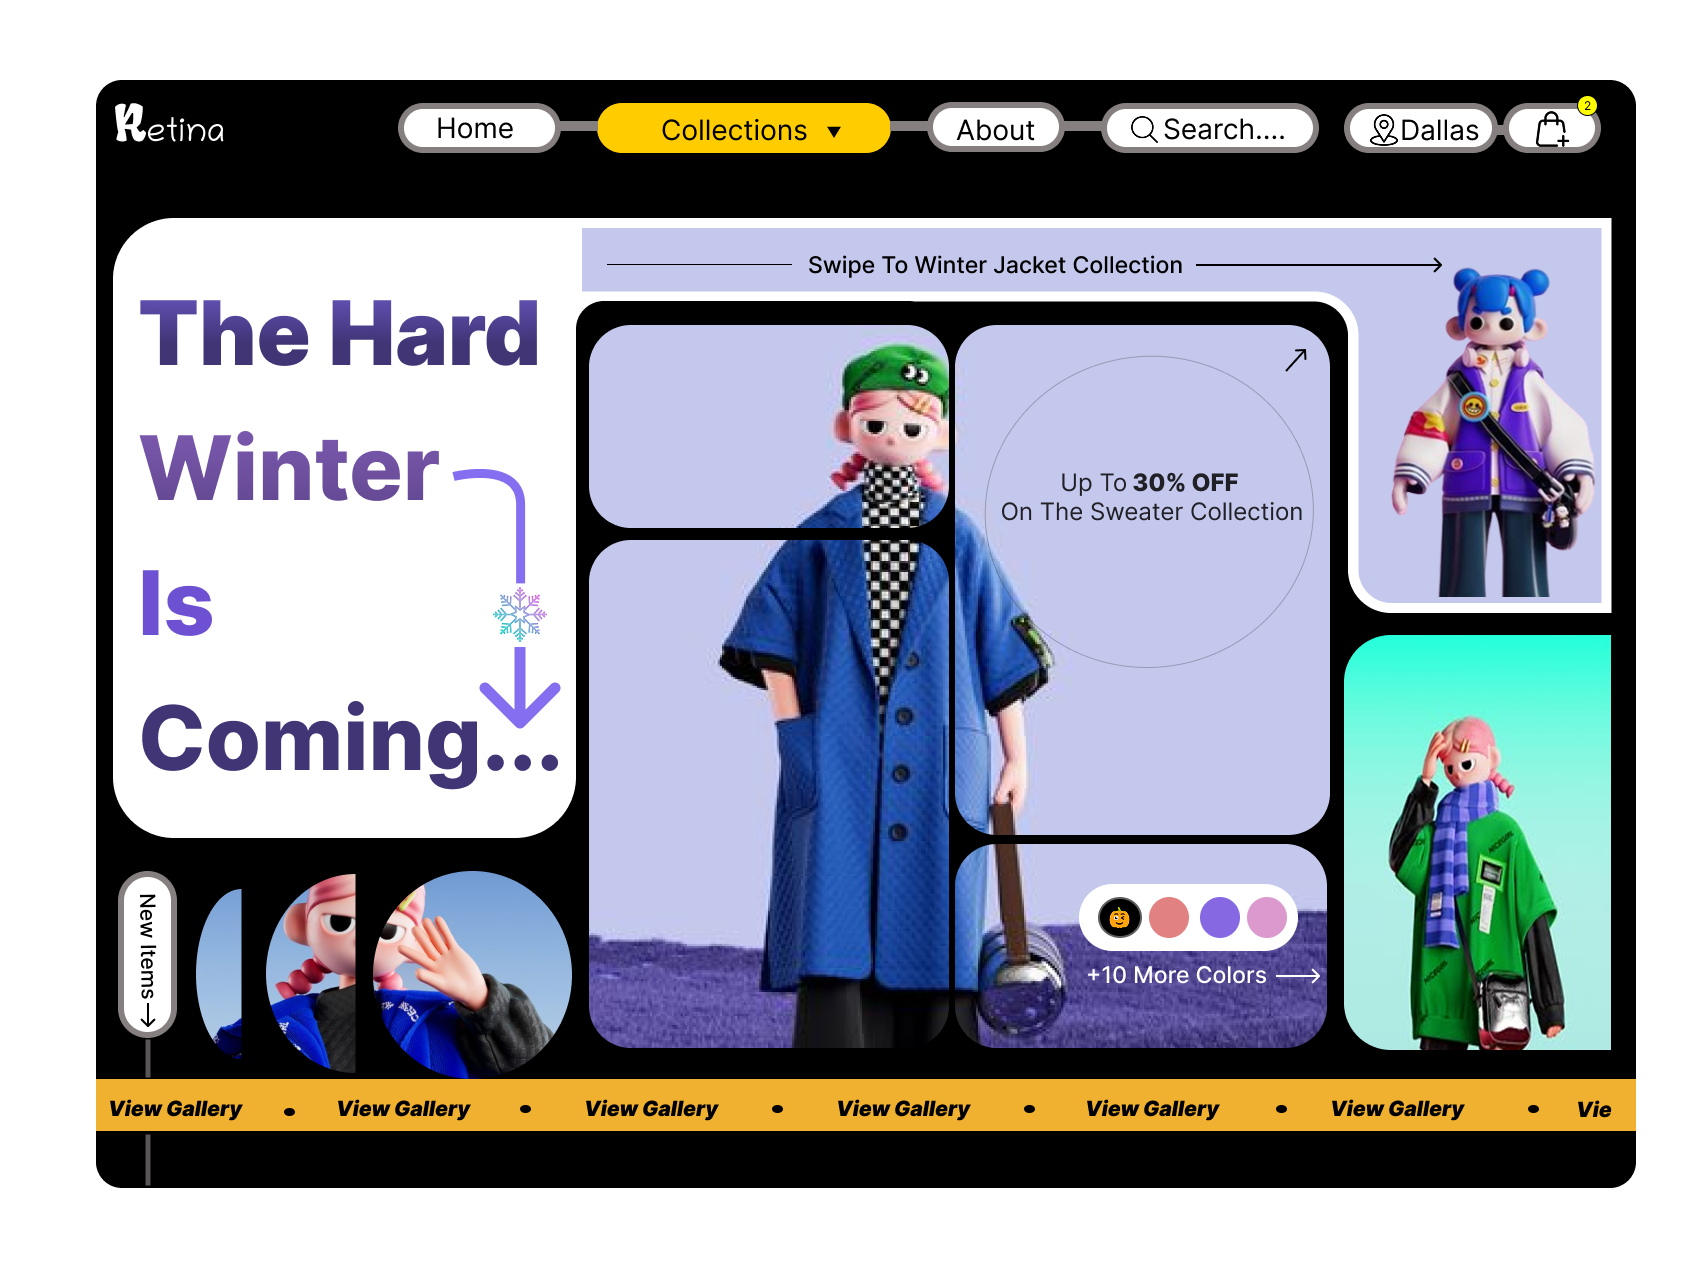 Retina
Home
Collections
About
Search....
Dallas
2
Swipe To Winter Jacket Collection
The Hard
Winter
Is
Coming...
Up To 30% OFF
On The Sweater Collection
+10 More Colors
New Items
View Gallery • View Gallery • View Gallery • View Gallery • View Gallery • View Gallery • Vie